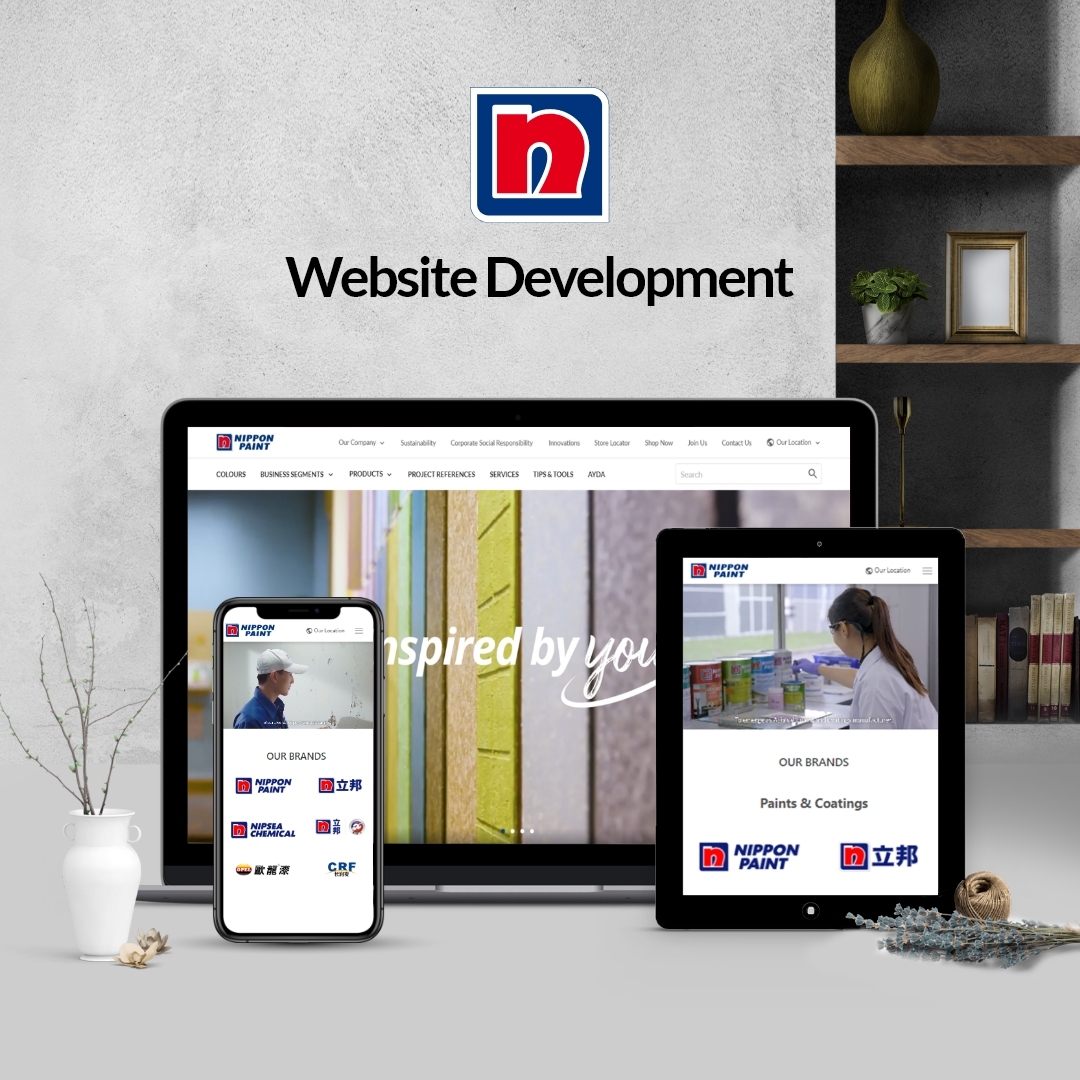 n
Website Development
NIPPON PAINT
Our Company
Sustainability
Corporate Social Responsibility
Innovations
Store Locator
Shop Now
Join Us
Contact Us
Our Location
COLOURS
BUSINESS SEGMENTS
PRODUCTS
PROJECT REFERENCES
SERVICES
TIPS & TOOLS
AYDA
Search
nspired by you
NIPPON PAINT
Our Location
OUR BRANDS
NIPPON PAINT
立邦
NIPSEA CHEMICAL
立邦
歐龍漆
CRF
NIPPON PAINT
Our Location
OUR BRANDS
Paints & Coatings
NIPPON PAINT
立邦